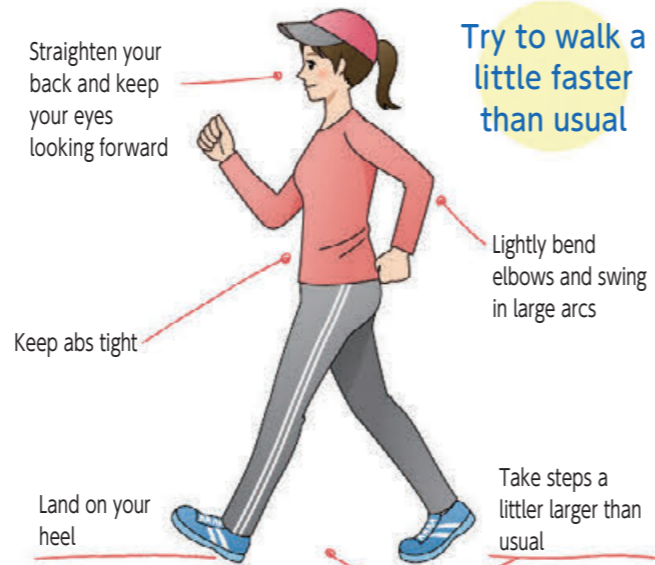 Straighten your
back and keep
your eyes
looking forward
Try to walk a
little faster
than usual
Lightly bend
elbows and swing
in large arcs
Keep abs tight
Land on your
heel
Take steps a
littler larger than
usual